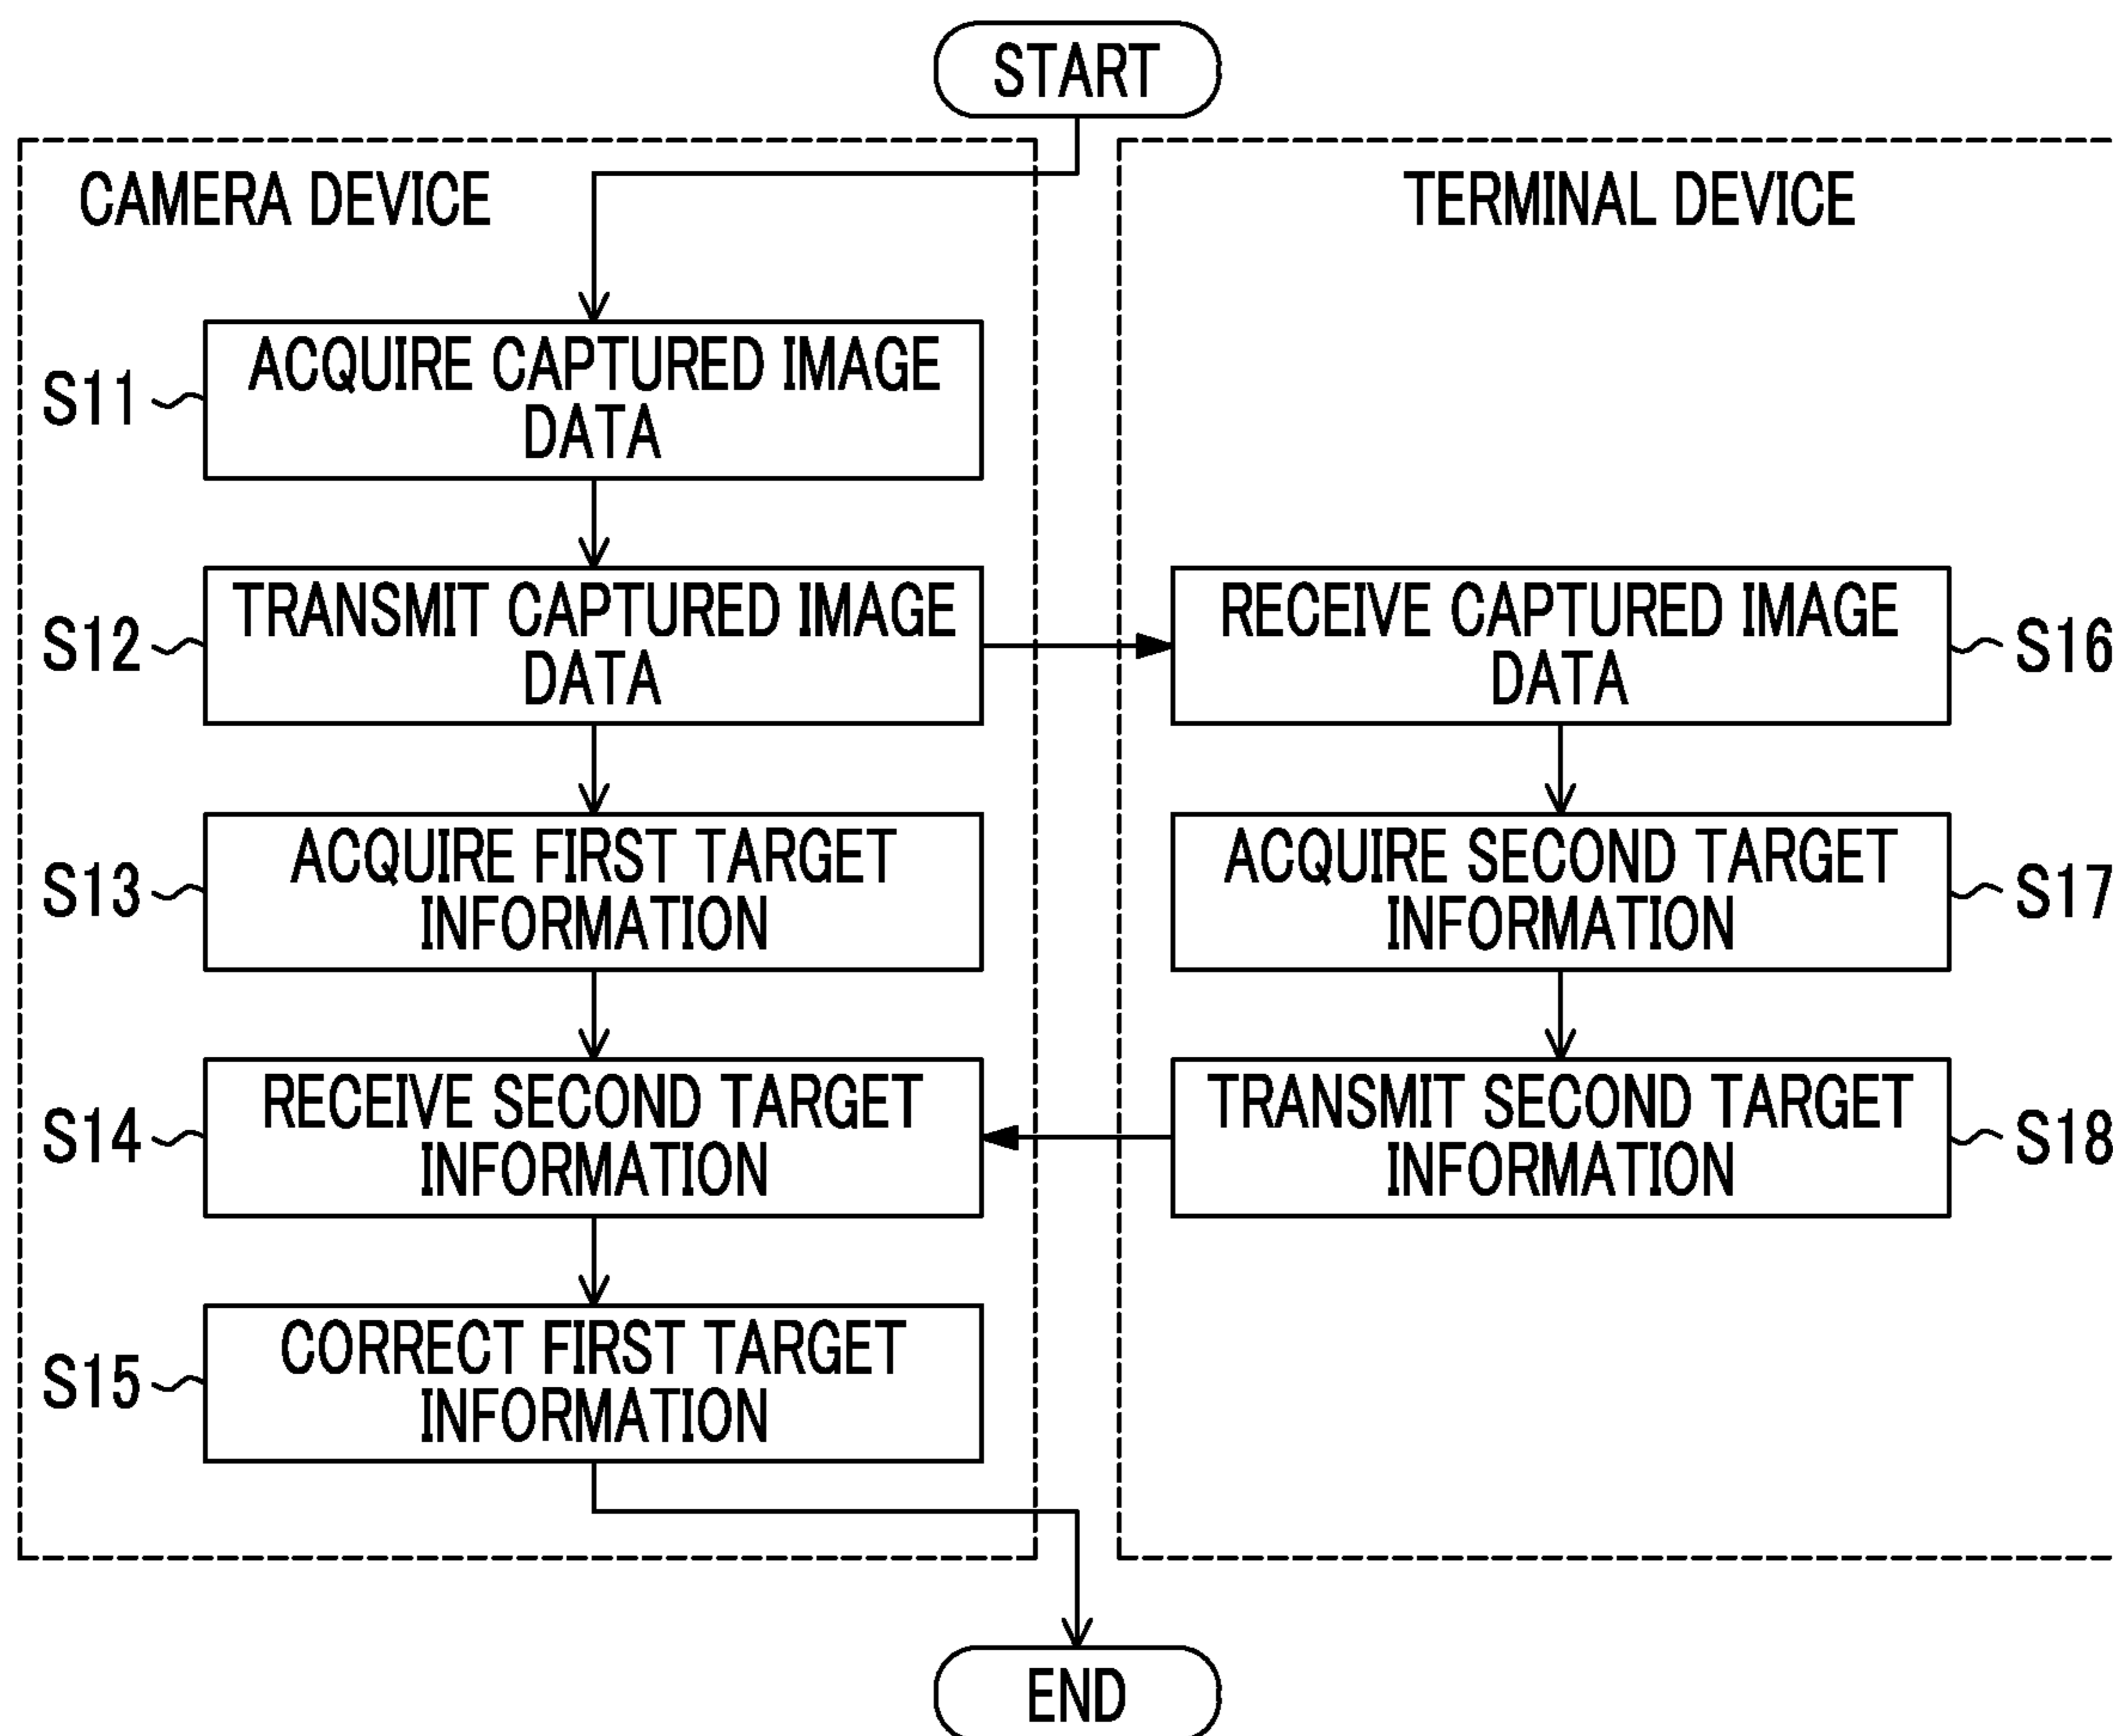 START
CAMERA DEVICE
TERMINAL DEVICE
S11
ACQUIRE CAPTURED IMAGE
DATA
S12
TRANSMIT CAPTURED IMAGE
DATA
RECEIVE CAPTURED IMAGE
DATA
S16
S13
ACQUIRE FIRST TARGET
INFORMATION
ACQUIRE SECOND TARGET
INFORMATION
S17
S14
RECEIVE SECOND TARGET
INFORMATION
TRANSMIT SECOND TARGET
INFORMATION
S18
S15
CORRECT FIRST TARGET
INFORMATION
END